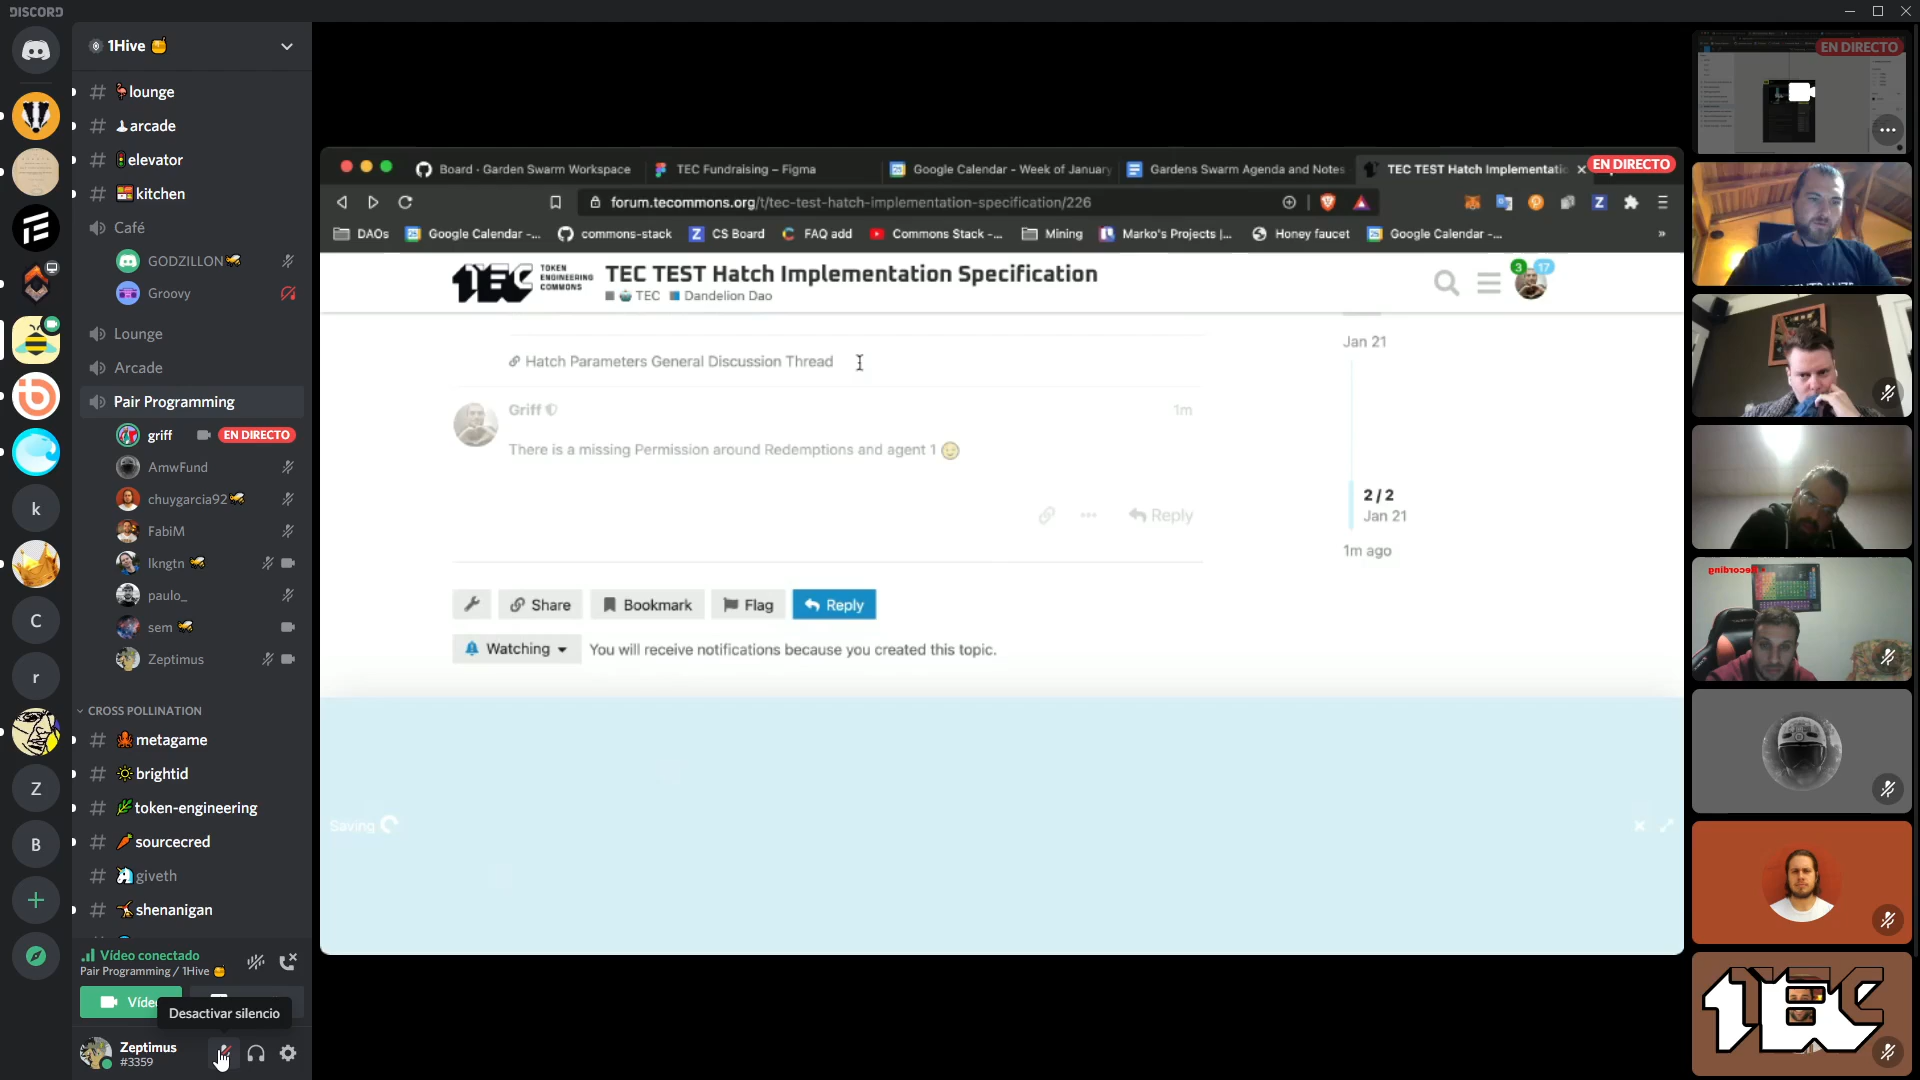 DISCORD
1Hive
lounge
arcade
elevator
kitchen
Café
GODZILLON
Groovy
Lounge
Arcade
Pair Programming
griff EN DIRECTO
AmwFund
chuygarcia92
FabiM
lkngtn
paulo_
sem
Zeptimus
CROSS POLLINATION
metagame
brightid
token-engineering
sourcecred
giveth
shenanigan
Vídeo conectado
Pair Programming / 1Hive
Desactivar silencio
Zeptimus
#3359
k
C
r
Z
B
Board - Garden Swarm Workspace
TEC Fundraising – Figma
Google Calendar - Week of January
Gardens Swarm Agenda and Notes
TEC TEST Hatch Implementatic
EN DIRECTO
forum.tecommons.org/t/tec-test-hatch-implementation-specification/226
DAOs
Google Calendar -...
commons-stack
CS Board
FAQ add
Commons Stack -...
Mining
Marko's Projects |...
Honey faucet
Google Calendar -...
»
TEC
TOKEN
ENGINEERING
COMMONS
TEC TEST Hatch Implementation Specification
TEC Dandelion Dao
3 17
Hatch Parameters General Discussion Thread
Griff 1m
There is a missing Permission around Redemptions and agent 1
Reply
Jan 21
2 / 2
Jan 21
1m ago
Share Bookmark Flag Reply
Watching You will receive notifications because you created this topic.
Saving
EN DIRECTO
Recording
TEC